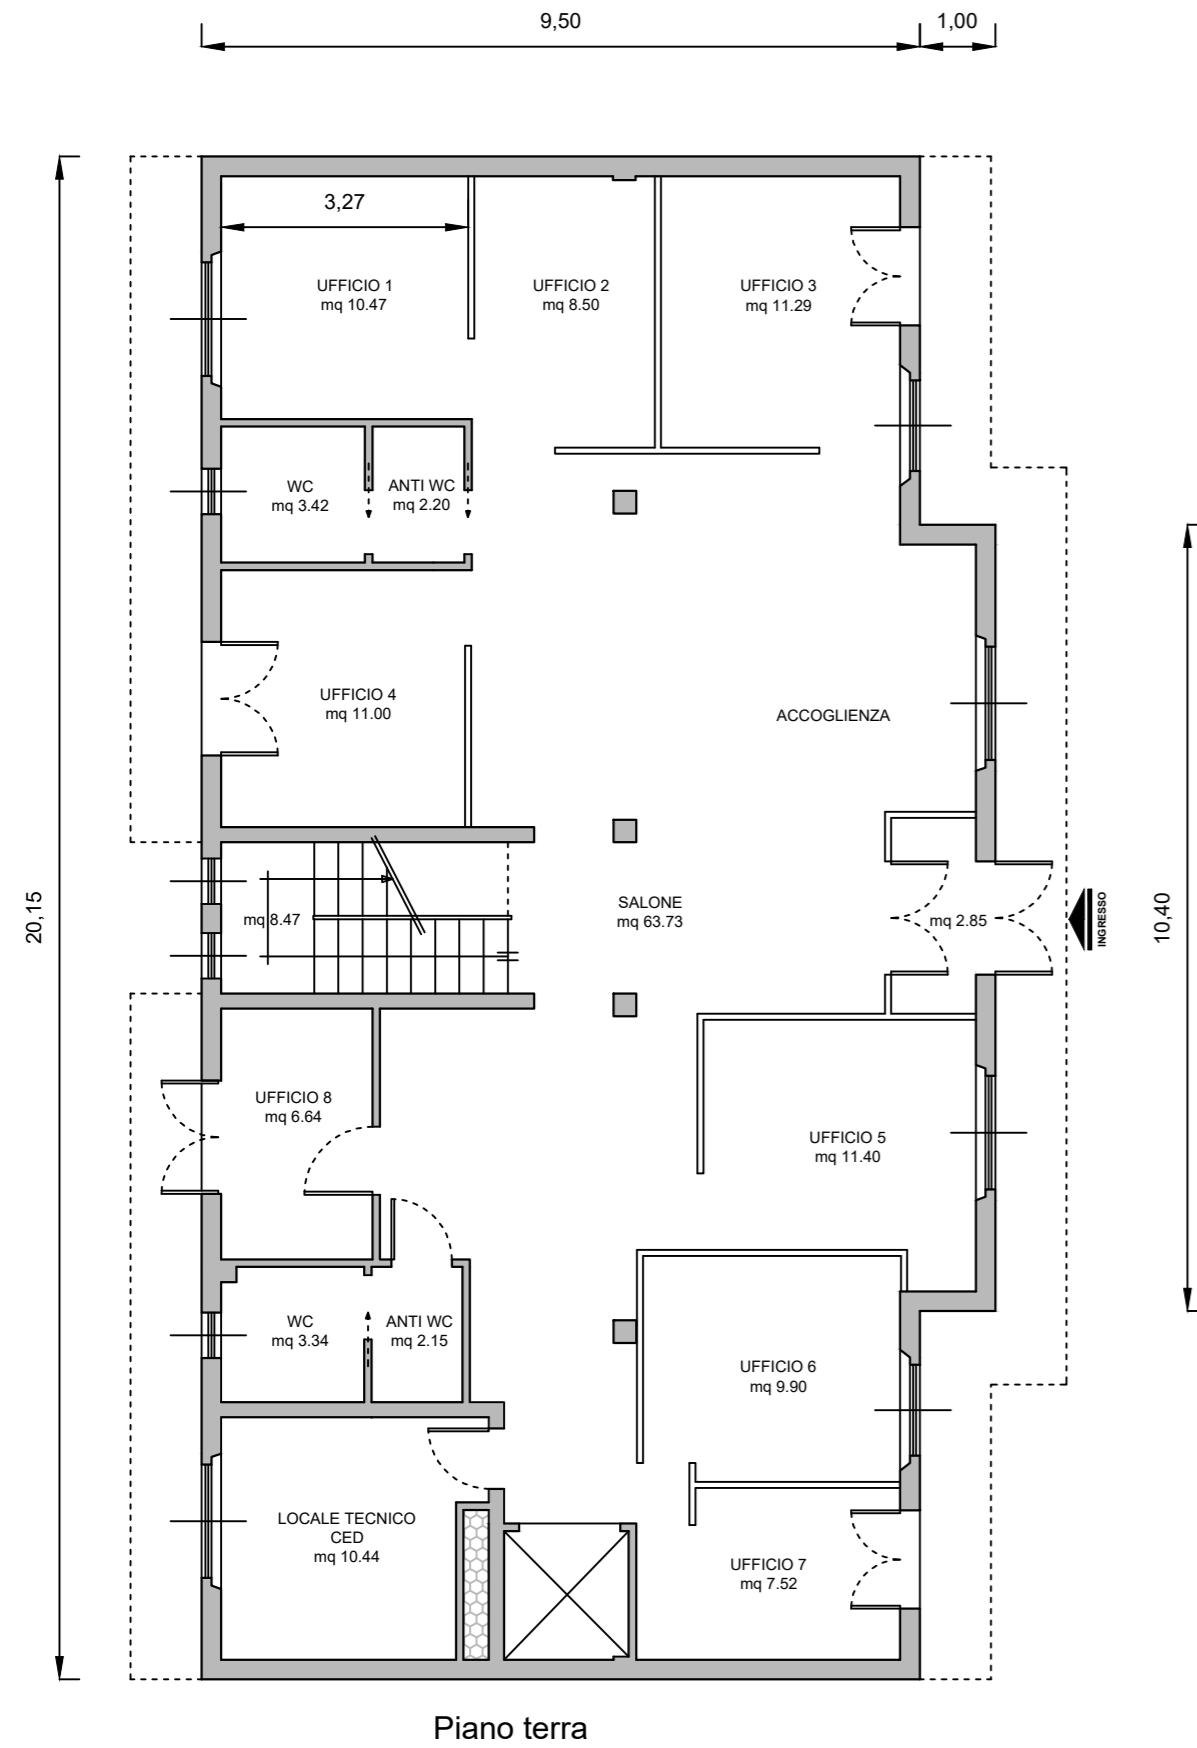 9,50
1,00
3,27
UFFICIO 1
mq 10.47
UFFICIO 2
mq 8.50
UFFICIO 3
mq 11.29
WC
mq 3.42
ANTI WC
mq 2.20
UFFICIO 4
mq 11.00
ACCOGLIENZA
20,15
mq 8.47
SALONE
mq 63.73
mq 2.85
INGRESSO
10,40
UFFICIO 8
mq 6.64
UFFICIO 5
mq 11.40
WC
mq 3.34
ANTI WC
mq 2.15
UFFICIO 6
mq 9.90
LOCALE TECNICO
CED
mq 10.44
UFFICIO 7
mq 7.52
Piano terra